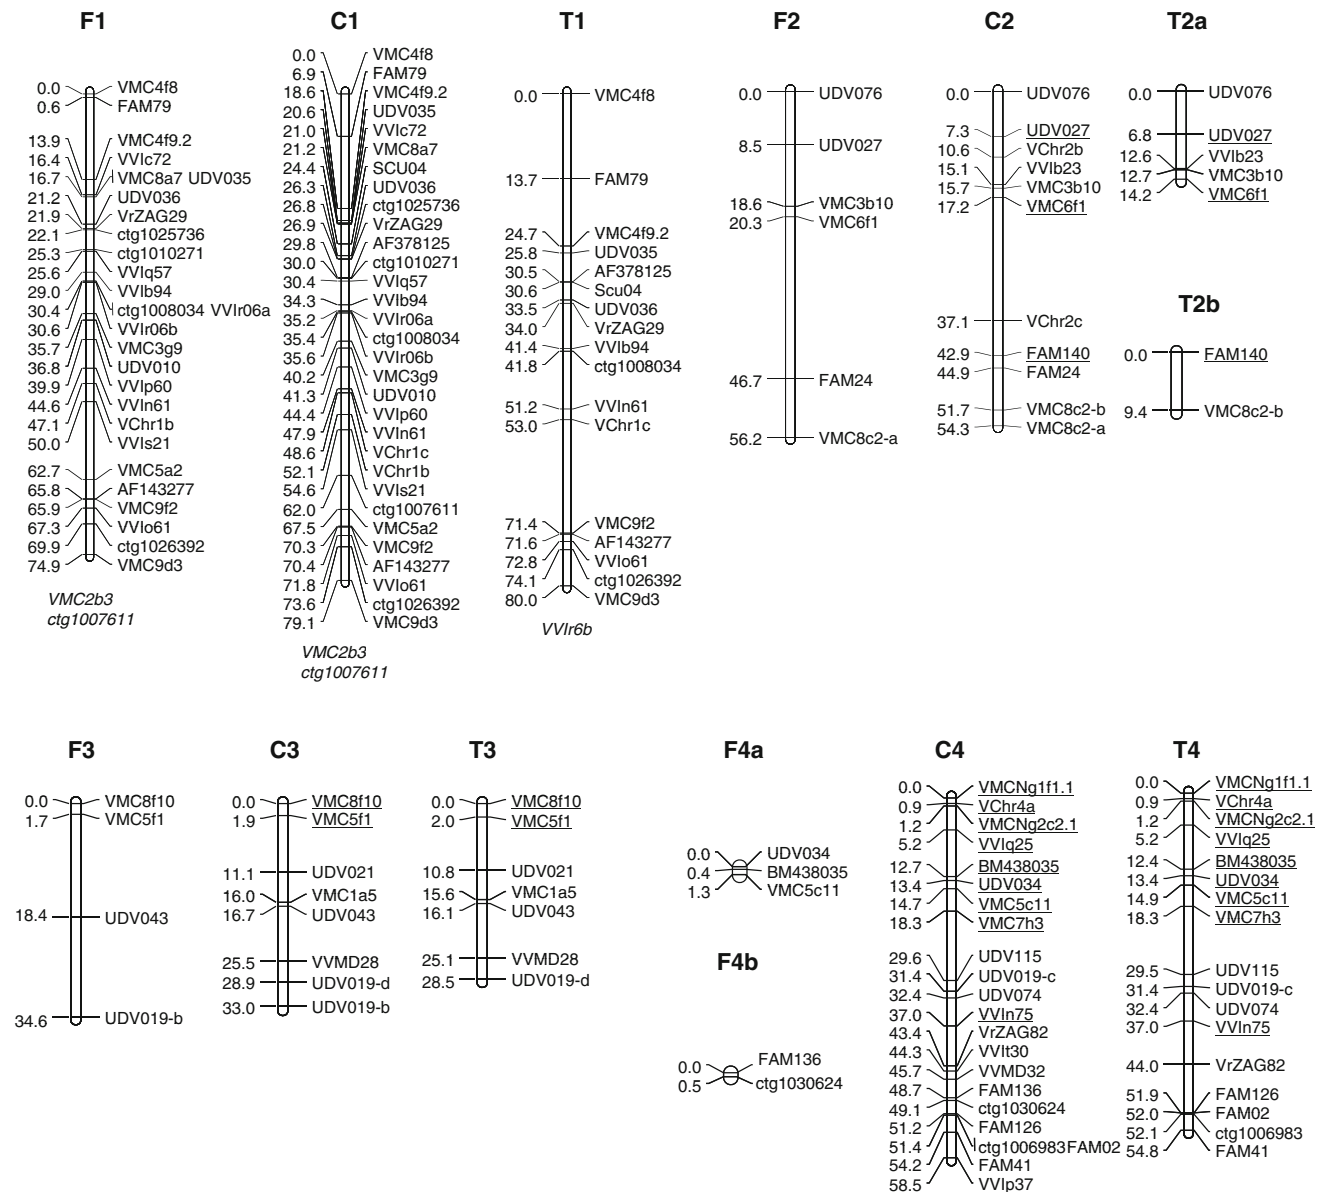 F1
0.0 VMC4f8
0.6 FAM79
13.9 VMC4f9.2
16.4 VVIc72
16.7 VMC8a7 UDV035
21.2 UDV036
21.9 VrZAG29
22.1 ctg1025736
25.3 ctg1010271
25.6 VVIq57
29.0 VVIb94
30.4 ctg1008034 VVIr06a
30.6 VVIr06b
35.7 VMC3g9
36.8 UDV010
39.9 VVIp60
44.6 VVIn61
47.1 VChr1b
50.0 VVIs21
62.7 VMC5a2
65.8 AF143277
65.9 VMC9f2
67.3 VVIo61
69.9 ctg1026392
74.9 VMC9d3
VMC2b3
ctg1007611
C1
0.0 VMC4f8
6.9 FAM79
18.6 VMC4f9.2
20.6 UDV035
21.0 VVIc72
21.2 VMC8a7
24.4 SCU04
26.3 UDV036
26.8 ctg1025736
26.9 VrZAG29
29.8 AF378125
30.0 ctg1010271
30.4 VVIq57
34.3 VVIb94
35.2 VVIr06a
35.4 ctg1008034
35.6 VVIr06b
40.2 VMC3g9
41.3 UDV010
44.4 VVIp60
47.9 VVIn61
48.6 VChr1c
52.1 VChr1b
54.6 VVIs21
62.0 ctg1007611
67.5 VMC5a2
70.3 VMC9f2
70.4 AF143277
71.8 VVIo61
73.6 ctg1026392
79.1 VMC9d3
VMC2b3
ctg1007611
T1
0.0 VMC4f8
13.7 FAM79
24.7 VMC4f9.2
25.8 UDV035
30.5 AF378125
30.6 Scu04
33.5 UDV036
34.0 VrZAG29
41.4 VVIb94
41.8 ctg1008034
51.2 VVIn61
53.0 VChr1c
71.4 VMC9f2
71.6 AF143277
72.8 VVIo61
74.1 ctg1026392
80.0 VMC9d3
VVIr6b
F2
0.0 UDV076
8.5 UDV027
18.6 VMC3b10
20.3 VMC6f1
46.7 FAM24
56.2 VMC8c2-a
C2
0.0 UDV076
7.3 UDV027
10.6 VChr2b
15.1 VVIb23
15.7 VMC3b10
17.2 VMC6f1
37.1 VChr2c
42.9 FAM140
44.9 FAM24
51.7 VMC8c2-b
54.3 VMC8c2-a
T2a
0.0 UDV076
6.8 UDV027
12.6 VVIb23
12.7 VMC3b10
14.2 VMC6f1
T2b
0.0 FAM140
9.4 VMC8c2-b
F3
0.0 VMC8f10
1.7 VMC5f1
18.4 UDV043
34.6 UDV019-b
C3
0.0 VMC8f10
1.9 VMC5f1
11.1 UDV021
16.0 VMC1a5
16.7 UDV043
25.5 VVMD28
28.9 UDV019-d
33.0 UDV019-b
T3
0.0 VMC8f10
2.0 VMC5f1
10.8 UDV021
15.6 VMC1a5
16.1 UDV043
25.1 VVMD28
28.5 UDV019-d
F4a
0.0 UDV034
0.4 BM438035
1.3 VMC5c11
F4b
0.0 FAM136
0.5 ctg1030624
C4
0.0 VMCNg1f1.1
0.9 VChr4a
1.2 VMCNg2c2.1
5.2 VVIq25
12.7 BM438035
13.4 UDV034
14.7 VMC5c11
18.3 VMC7h3
29.6 UDV115
31.4 UDV019-c
32.4 UDV074
37.0 VVIn75
43.4 VrZAG82
44.3 VVIt30
45.7 VVMD32
48.7 FAM136
49.1 ctg1030624
51.2 FAM126
51.4 ctg1006983FAM02
54.2 FAM41
58.5 VVIp37
T4
0.0 VMCNg1f1.1
0.9 VChr4a
1.2 VMCNg2c2.1
5.2 VVIq25
12.4 BM438035
13.4 UDV034
14.9 VMC5c11
18.3 VMC7h3
29.5 UDV115
31.4 UDV019-c
32.4 UDV074
37.0 VVIn75
44.0 VrZAG82
51.9 FAM126
52.0 FAM02
52.1 ctg1006983
54.8 FAM41